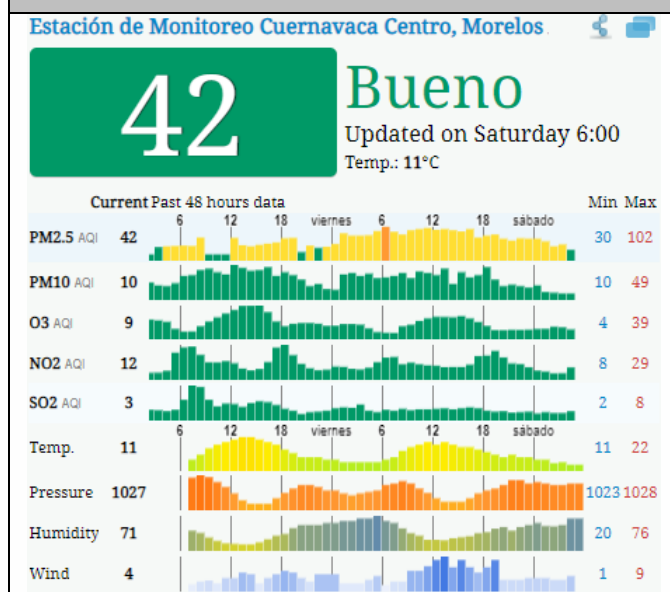 Estación de Monitoreo Cuernavaca Centro, Morelos.
42
Bueno
Updated on Saturday 6:00
Temp.: 11°C
Current Past 48 hours data Min Max
6 12 18 viernes 6 12 18 sábado
PM2.5 AQI 42 30 102
PM10 AQI 10 10 49
O3 AQI 9 4 39
NO2 AQI 12 8 29
SO2 AQI 3 2 8
6 12 18 viernes 6 12 18 sábado
Temp. 11 11 22
Pressure 1027 1023 1028
Humidity 71 20 76
Wind 4 1 9